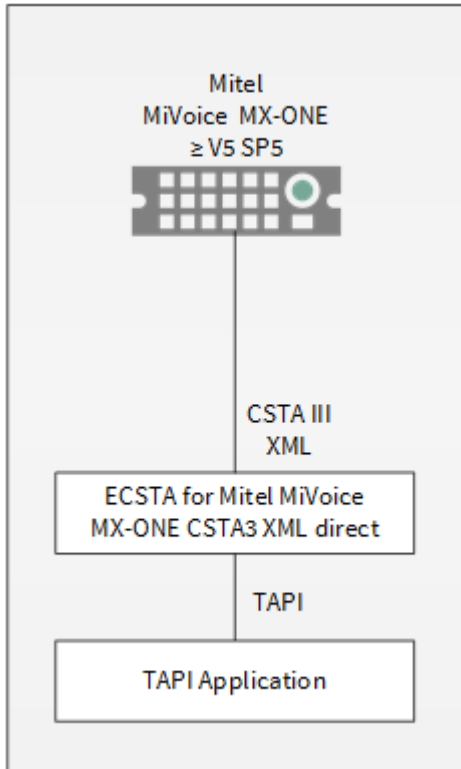 Mitel
MiVoice MX-ONE
≥ V5 SP5
CSTA III
XML
ECSTA for Mitel MiVoice
MX-ONE CSTA3 XML direct
TAPI
TAPI Application